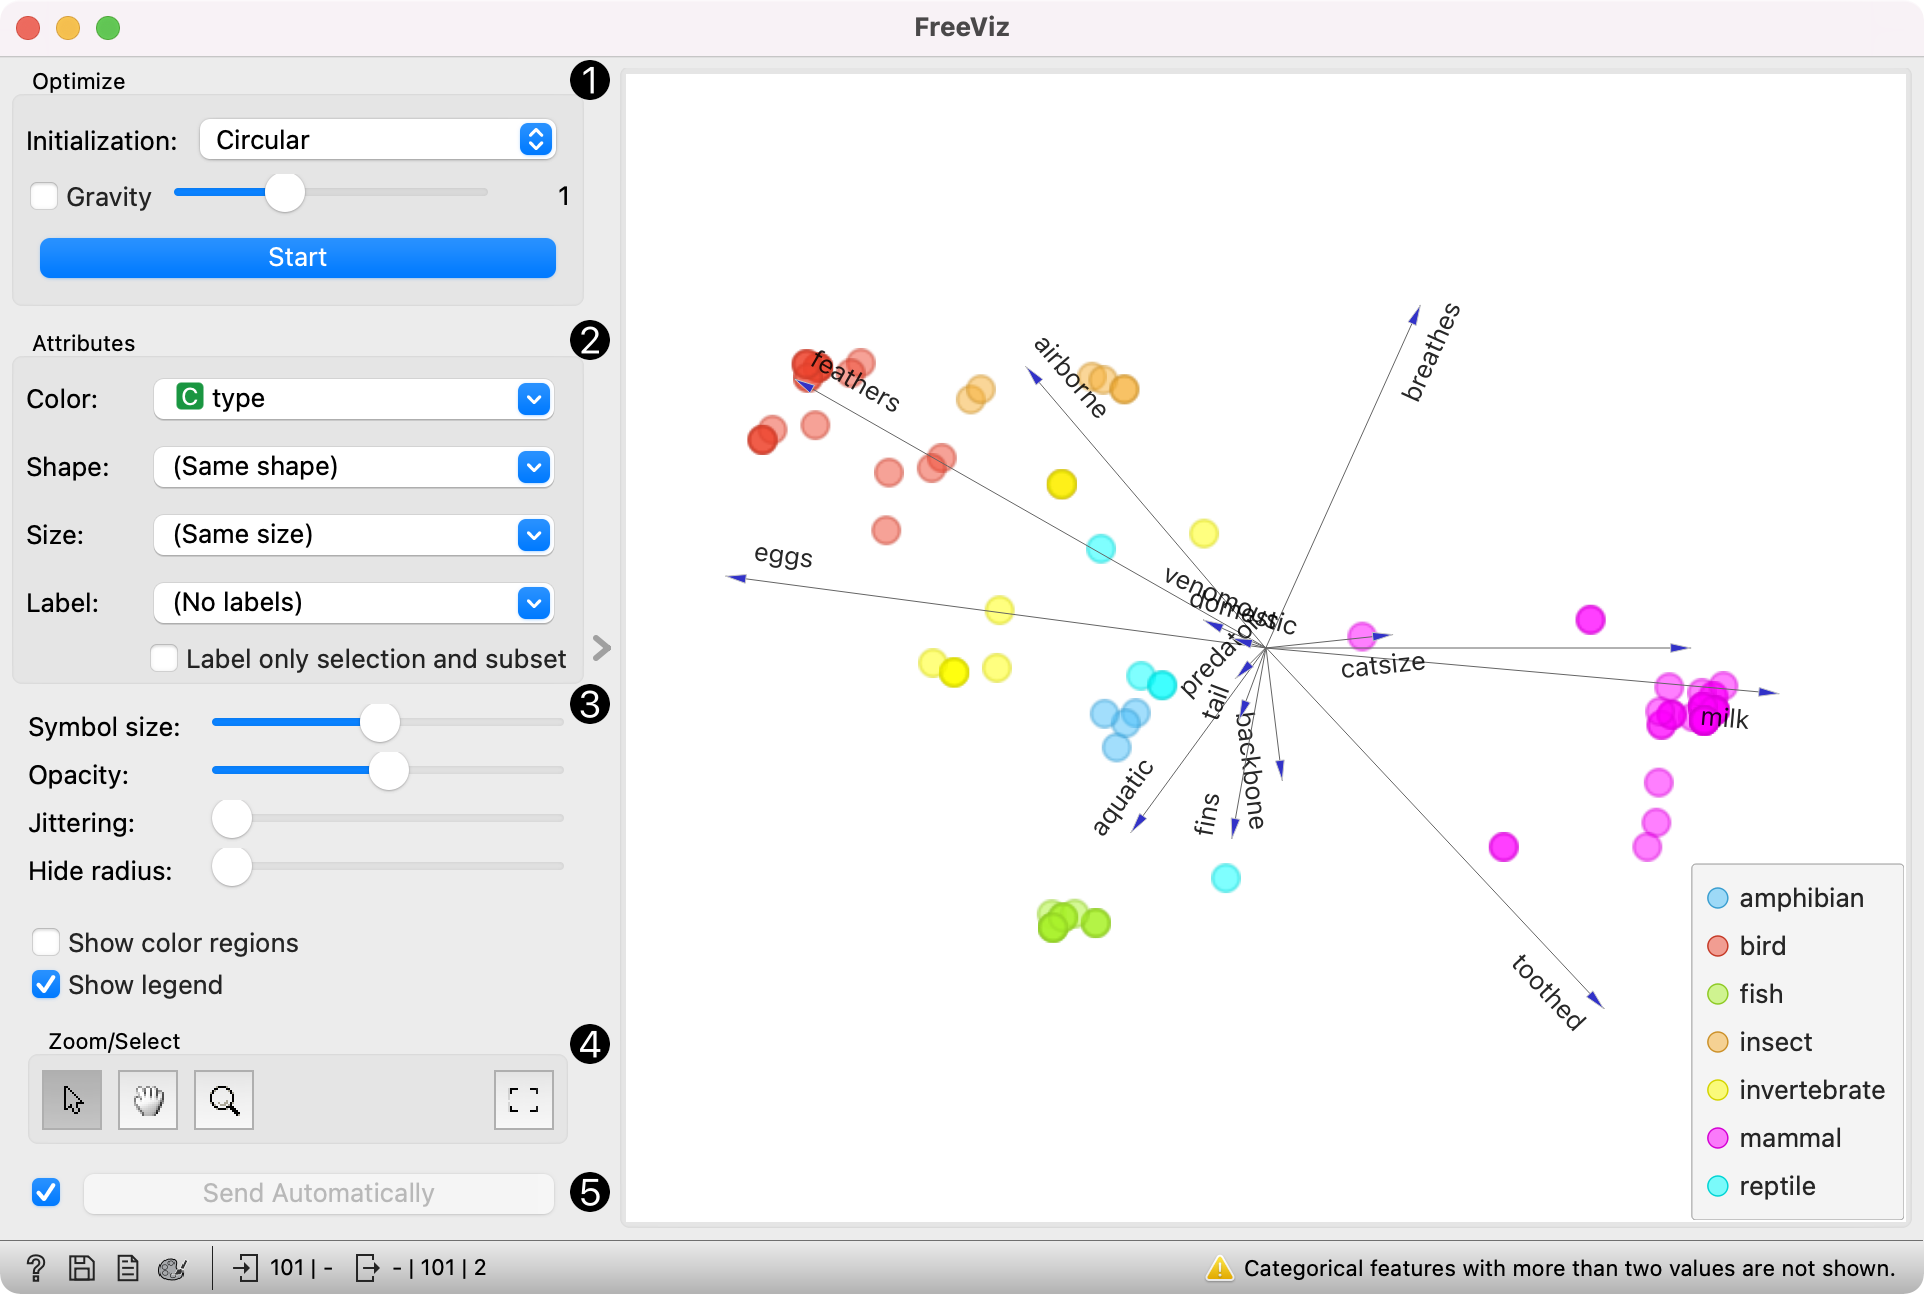 FreeViz
Optimize
1
Initialization:
Circular
Gravity
1
Start
Attributes
2
Color:
C type
Shape:
(Same shape)
Size:
(Same size)
Label:
(No labels)
Label only selection and subset
Symbol size:
3
Opacity:
Jittering:
Hide radius:
Show color regions
Show legend
Zoom/Select
4
Send Automatically
5
breathes
airborne
feathers
eggs
venomous
domestic
predator
catsize
tail
milk
backbone
aquatic
fins
toothed
amphibian
bird
fish
insect
invertebrate
mammal
reptile
? 101 | - - | 101 | 2
Categorical features with more than two values are not shown.